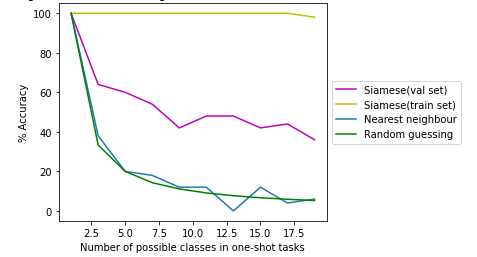 100
80
60
40
20
0
% Accuracy
2.5 5.0 7.5 10.0 12.5 15.0 17.5
Number of possible classes in one-shot tasks
Siamese(val set)
Siamese(train set)
Nearest neighbour
Random guessing